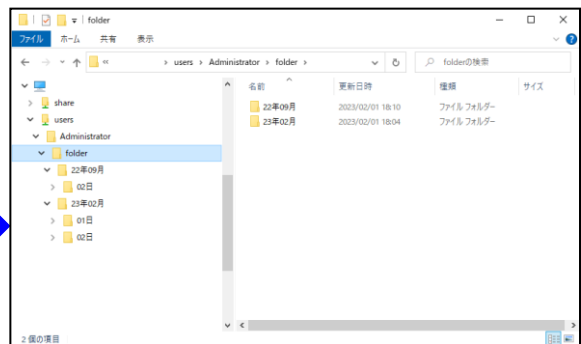 folder
ファイル ホーム 共有 表示
« > users > Administrator > folder > folderの検索
名前 更新日時 種類 サイズ
22年09月 2023/02/01 18:10 ファイル フォルダー
23年02月 2023/02/01 18:04 ファイル フォルダー
share
users
Administrator
folder
22年09月
02日
23年02月
01日
02日
2 個の項目